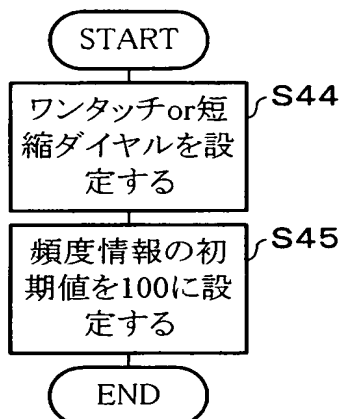 START
ワンタッチor短
縮ダイヤルを設
定する
S44
頻度情報の初
期値を100に設
定する
S45
END